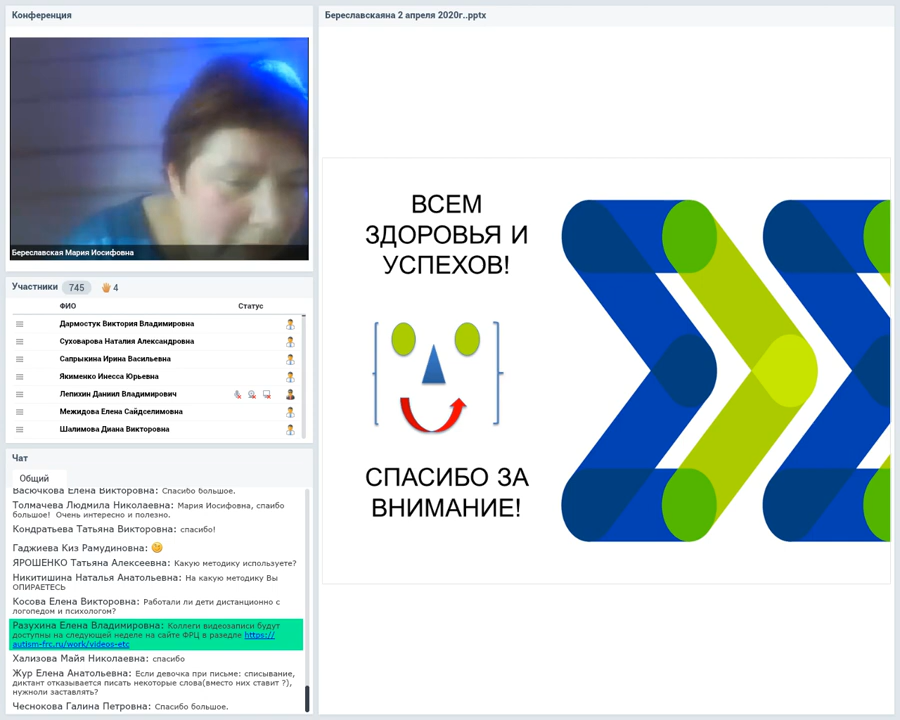 Конференция
Береславская Мария Иосифовна
Участники 745 4
ФИО Статус
Дармостук Виктория Владимировна
Суховарова Наталия Александровна
Сапрыкина Ирина Васильевна
Якименко Инесса Юрьевна
Лепихин Даниил Владимирович
Межидова Елена Сайдселимовна
Шалимова Диана Викторовна
Чат
Общий
Васючкова Елена Викторовна: Спасибо большое.
Толмачева Людмила Николаевна: Мария Иосифовна, спаибо
большое! Очень интересно и полезно.
Кондратьева Татьяна Викторовна: спасибо!
Гаджиева Киз Рамудиновна:
ЯРОШЕНКО Татьяна Алексеевна: Какую методику используете?
Никитишина Наталья Анатольевна: На какую методику Вы
ОПИРАЕТЕСЬ
Косова Елена Викторовна: Работали ли дети дистанционно с
логопедом и психологом?
Разухина Елена Владимировна: Коллеги видеозаписи будут
доступны на следующей неделе на сайте ФРЦ в разедле https://
autism-frc.ru/work/videos-etc
Хализова Майя Николаевна: спасибо
Жур Елена Анатольевна: Если девочка при письме: списывание,
диктант отказывается писать некоторые слова(вместо них ставит ?),
нужноли заставлять?
Чеснокова Галина Петровна: Спасибо большое.
Береславскаяна 2 апреля 2020г..pptx
ВСЕМ
ЗДОРОВЬЯ И
УСПЕХОВ!
СПАСИБО ЗА
ВНИМАНИЕ!